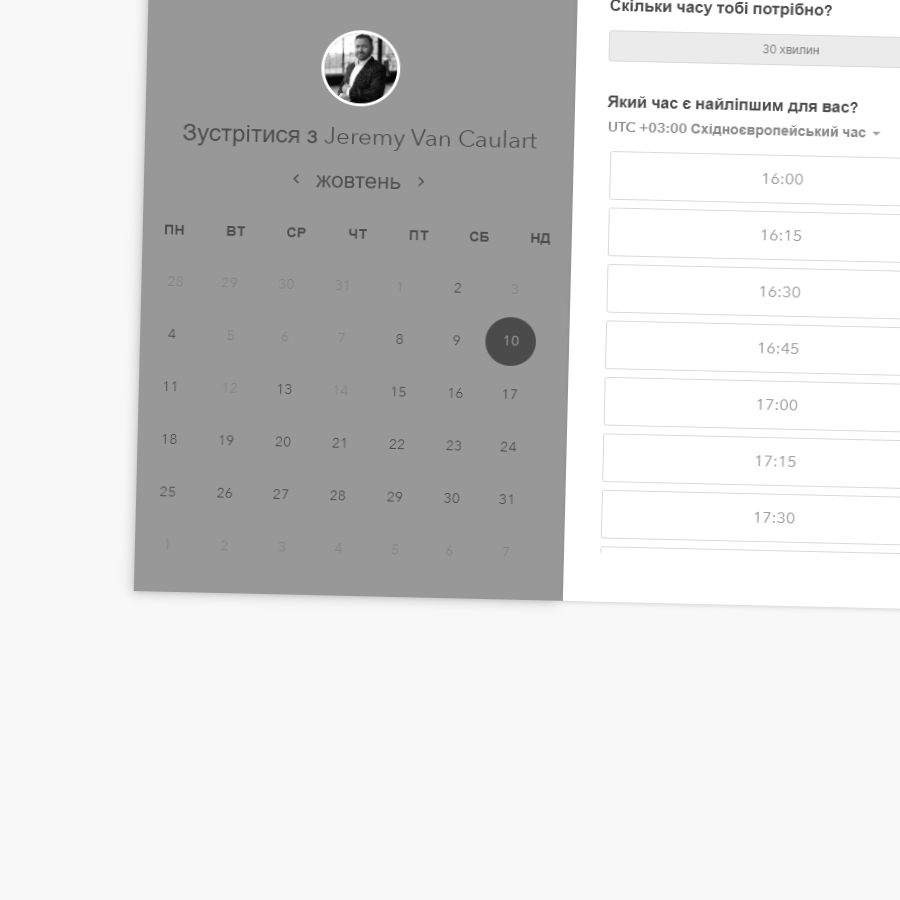 Зустрітися з Jeremy Van Caulart
жовтень
ПН ВТ СР ЧТ ПТ СБ НД
28 29 30 31 1 2 3
4 5 6 7 8 9 10
11 12 13 14 15 16 17
18 19 20 21 22 23 24
25 26 27 28 29 30 31
1 2 3 4 5 6 7
Скільки часу тобі потрібно?
30 хвилин
Який час є найліпшим для вас?
UTC +03:00 Східноєвропейський час
16:00
16:15
16:30
16:45
17:00
17:15
17:30